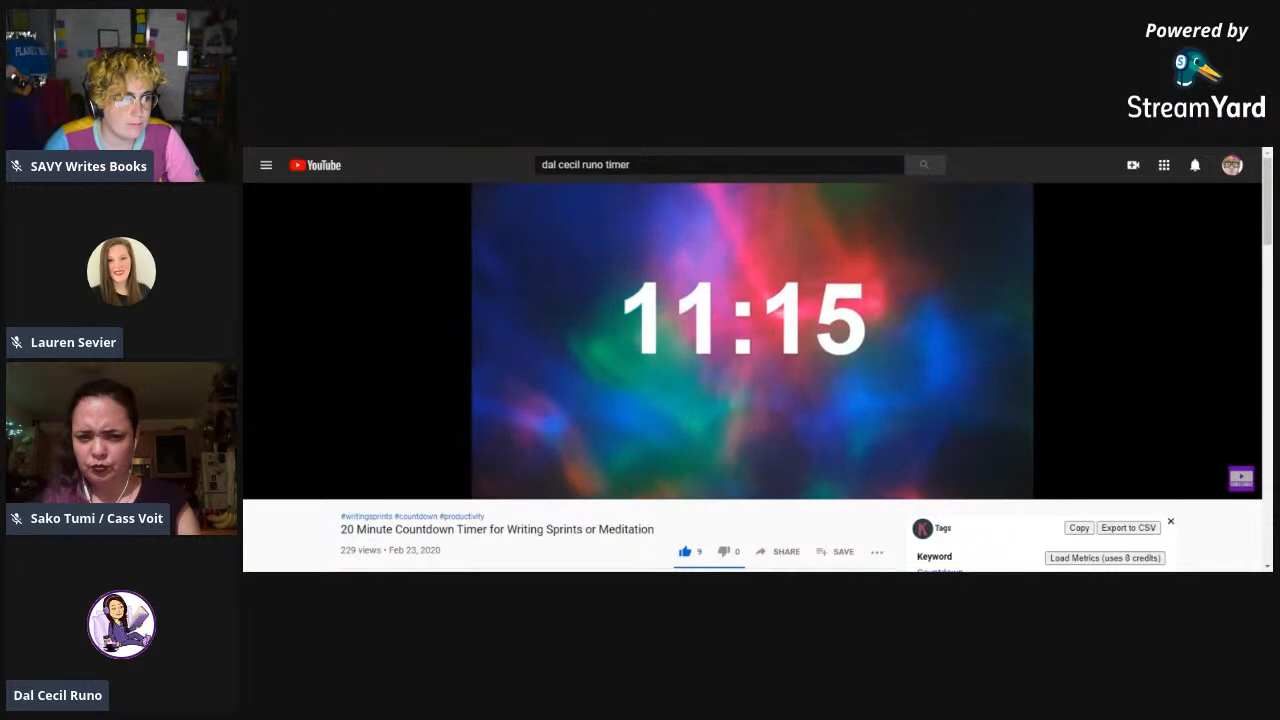 Powered by
StreamYard
SAVY Writes Books
Lauren Sevier
Sako Tumi / Cass Voit
Dal Cecil Runo
YouTube
dal cecil runo timer
11:15
#writingsprints #countdown #productivity
20 Minute Countdown Timer for Writing Sprints or Meditation
229 views • Feb 23, 2020
9
0
SHARE
SAVE
Tags
Copy
Export to CSV
Keyword
Load Metrics (uses 8 credits)
Countdown